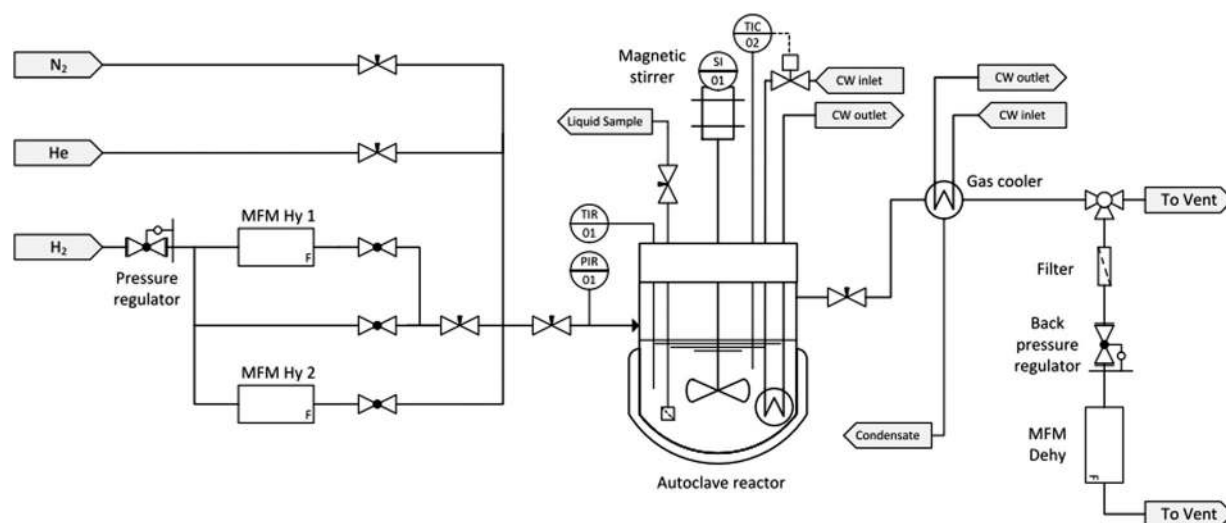 N2
He
H2
Pressure
regulator
MFM Hy 1
F
MFM Hy 2
F
Liquid Sample
TIR
01
PIR
01
Magnetic
stirrer
SI
01
TIC
02
CW inlet
CW outlet
Autoclave reactor
CW outlet
CW inlet
Gas cooler
Condensate
To Vent
Filter
Back
pressure
regulator
MFM
Dehy
F
To Vent